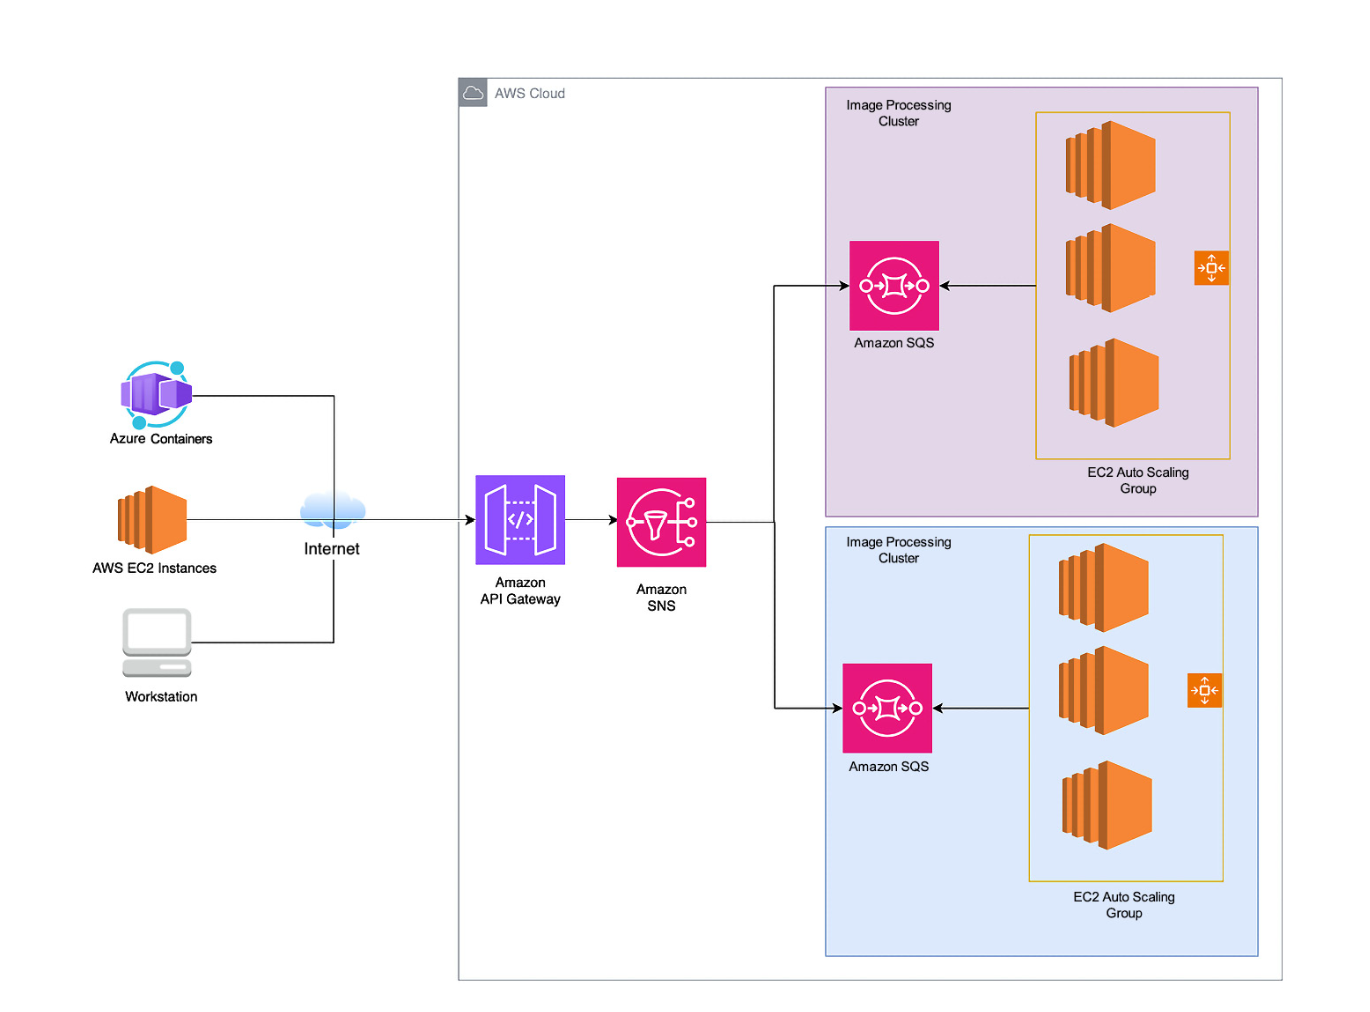 AWS Cloud
Image Processing
Cluster
Amazon SQS
EC2 Auto Scaling
Group
Azure Containers
AWS EC2 Instances
Internet
Workstation
</>
Amazon
API Gateway
Amazon
SNS
Image Processing
Cluster
Amazon SQS
EC2 Auto Scaling
Group